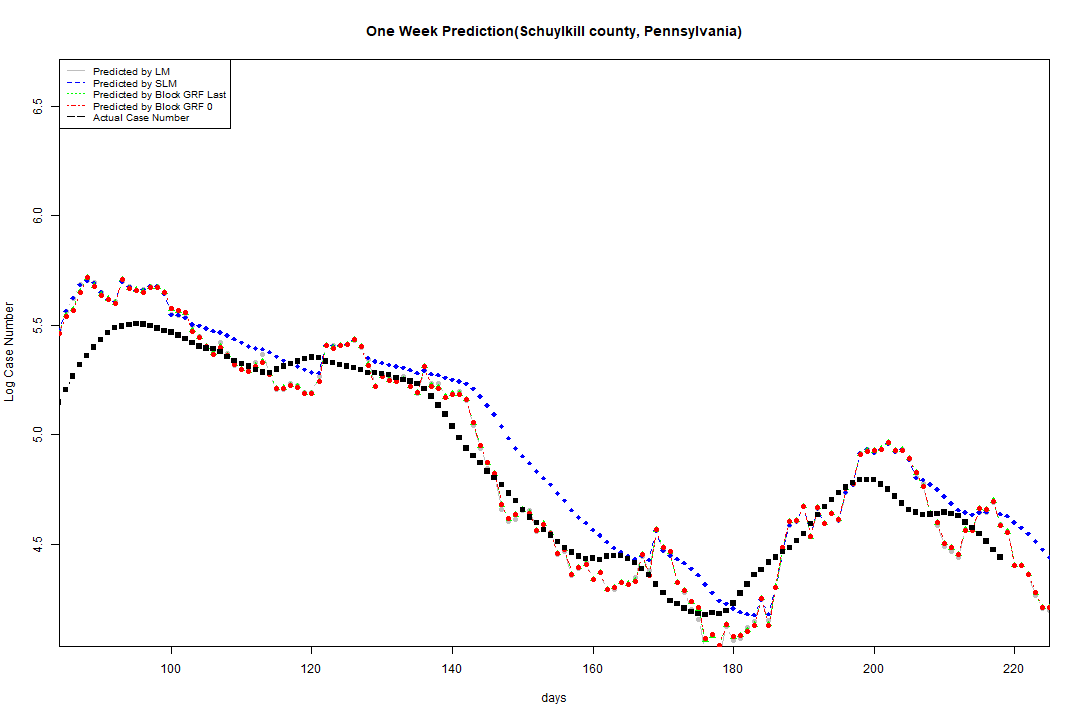 One Week Prediction(Schuylkill county, Pennsylvania)
Predicted by LM
Predicted by SLM
Predicted by Block GRF Last
Predicted by Block GRF 0
Actual Case Number
6.5
6.0
5.5
5.0
4.5
Log Case Number
100 120 140 160 180 200 220
days